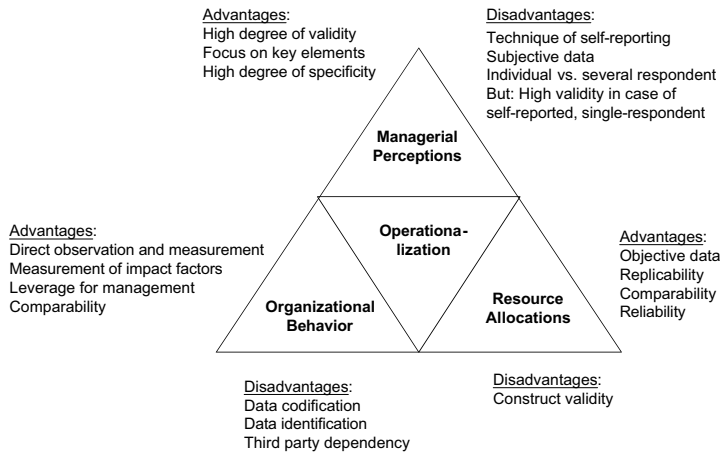 Advantages:
High degree of validity
Focus on key elements
High degree of specificity
Disadvantages:
Technique of self-reporting
Subjective data
Individual vs. several respondent
But: High validity in case of
self-reported, single-respondent
Managerial
Perceptions
Advantages:
Direct observation and measurement
Measurement of impact factors
Leverage for management
Comparability
Operationa-
lization
Advantages:
Objective data
Replicability
Comparability
Reliability
Organizational
Behavior
Resource
Allocations
Disadvantages:
Data codification
Data identification
Third party dependency
Disadvantages:
Construct validity